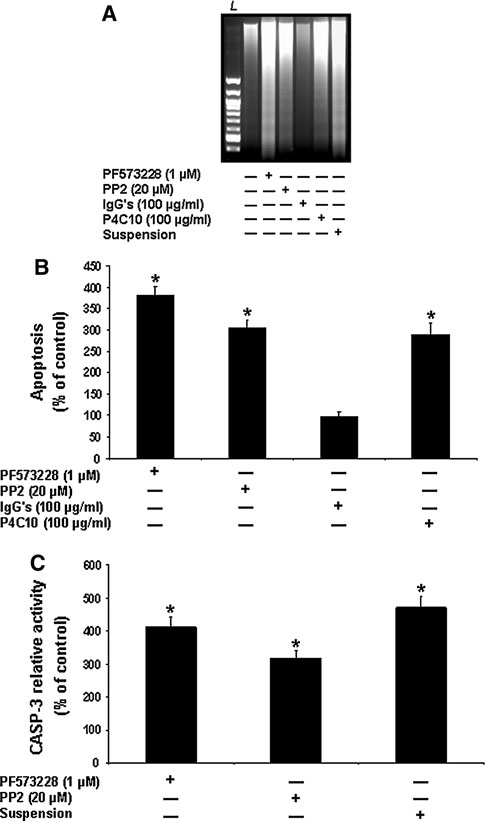 A
L
PF573228 (1 µM) — + — — — —
PP2 (20 µM) — — + — — —
IgG's (100 µg/ml) — — — + — —
P4C10 (100 µg/ml) — — — — + —
Suspension — — — — — +
B
Apoptosis
(% of control)
450
400
350
300
250
200
150
100
50
0
* * *
PF573228 (1 µM) + — — —
PP2 (20 µM) — + — —
IgG's (100 µg/ml) — — + —
P4C10 (100 µg/ml) — — — +
C
CASP-3 relative activity
(% of control)
600
500
400
300
200
100
0
* * *
PF573228 (1 µM) + — —
PP2 (20 µM) — + —
Suspension — — +